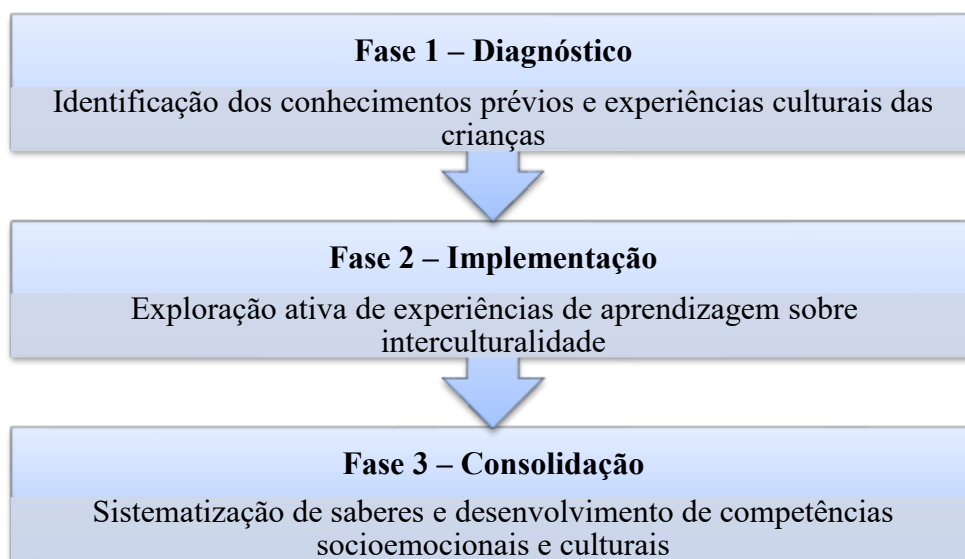 Fase 1 – Diagnóstico
Identificação dos conhecimentos prévios e experiências culturais das
crianças
Fase 2 – Implementação
Exploração ativa de experiências de aprendizagem sobre
interculturalidade
Fase 3 – Consolidação
Sistematização de saberes e desenvolvimento de competências
socioemocionais e culturais